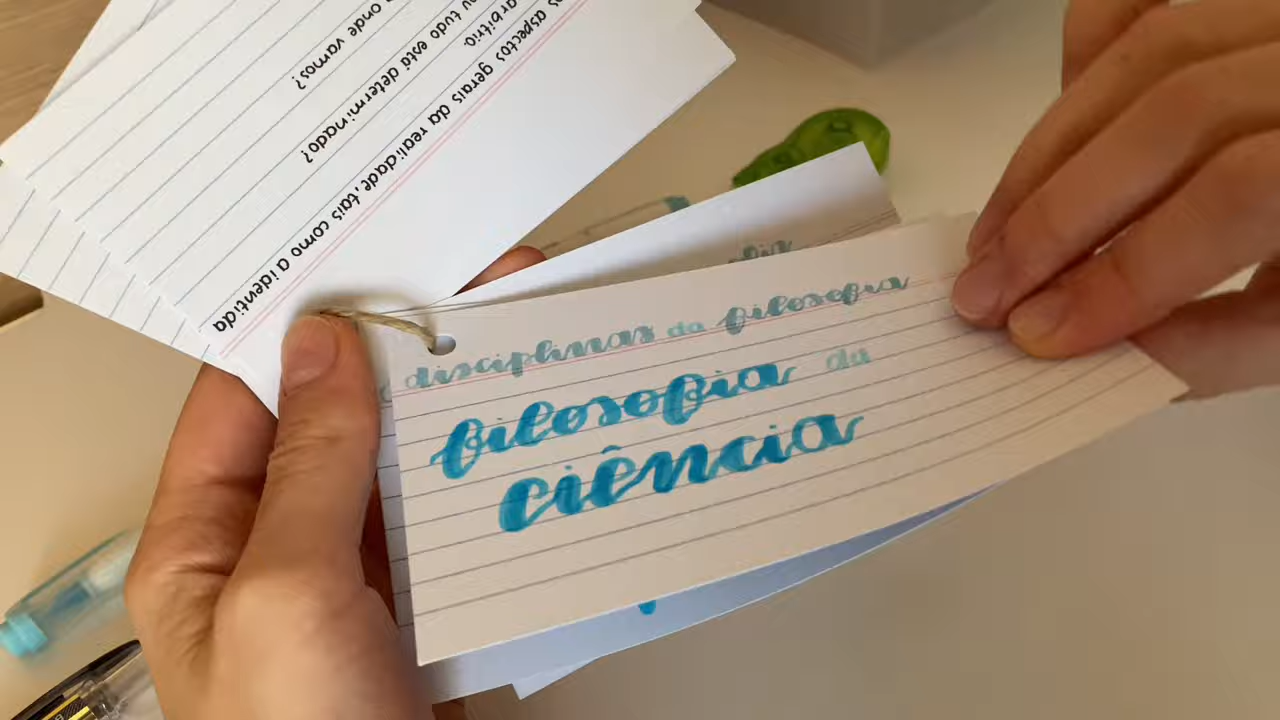 disciplinas da filosofia
filosofia da
ciência
aspectos gerais da realidade, tais como a identida
arbítrio.
tudo está determinado?
onde vamos?